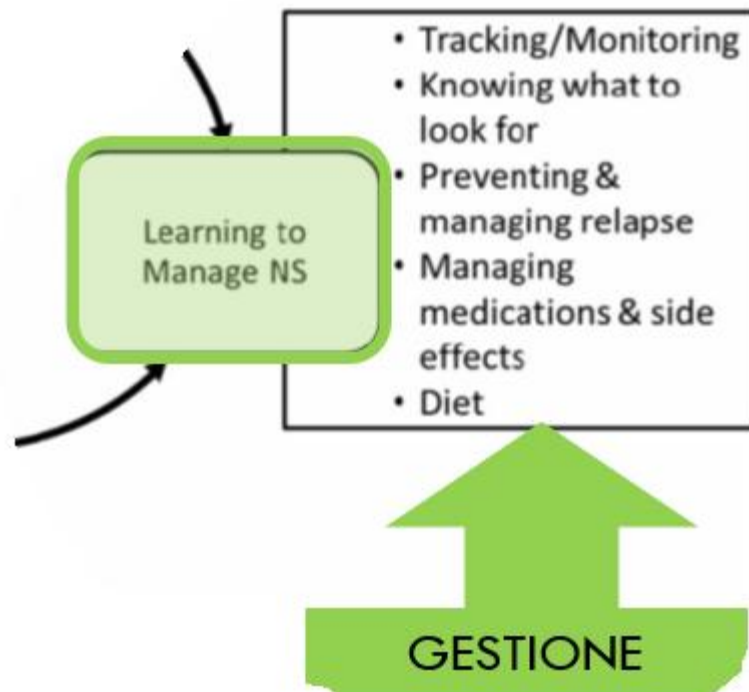 Learning to
Manage NS
• Tracking/Monitoring
• Knowing what to
look for
• Preventing &
managing relapse
• Managing
medications & side
effects
• Diet
GESTIONE